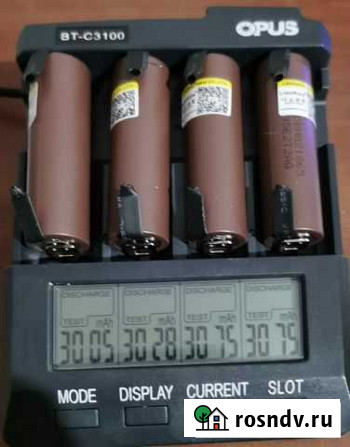 BT-C3100 OPUS
DISCHARGE DISCHARGE DISCHARGE DISCHARGE
TEST mAh TEST mAh TEST mAh TEST mAh
3005 3028 3075 3075
MODE DISPLAY CURRENT SLOT
rosndv.ru